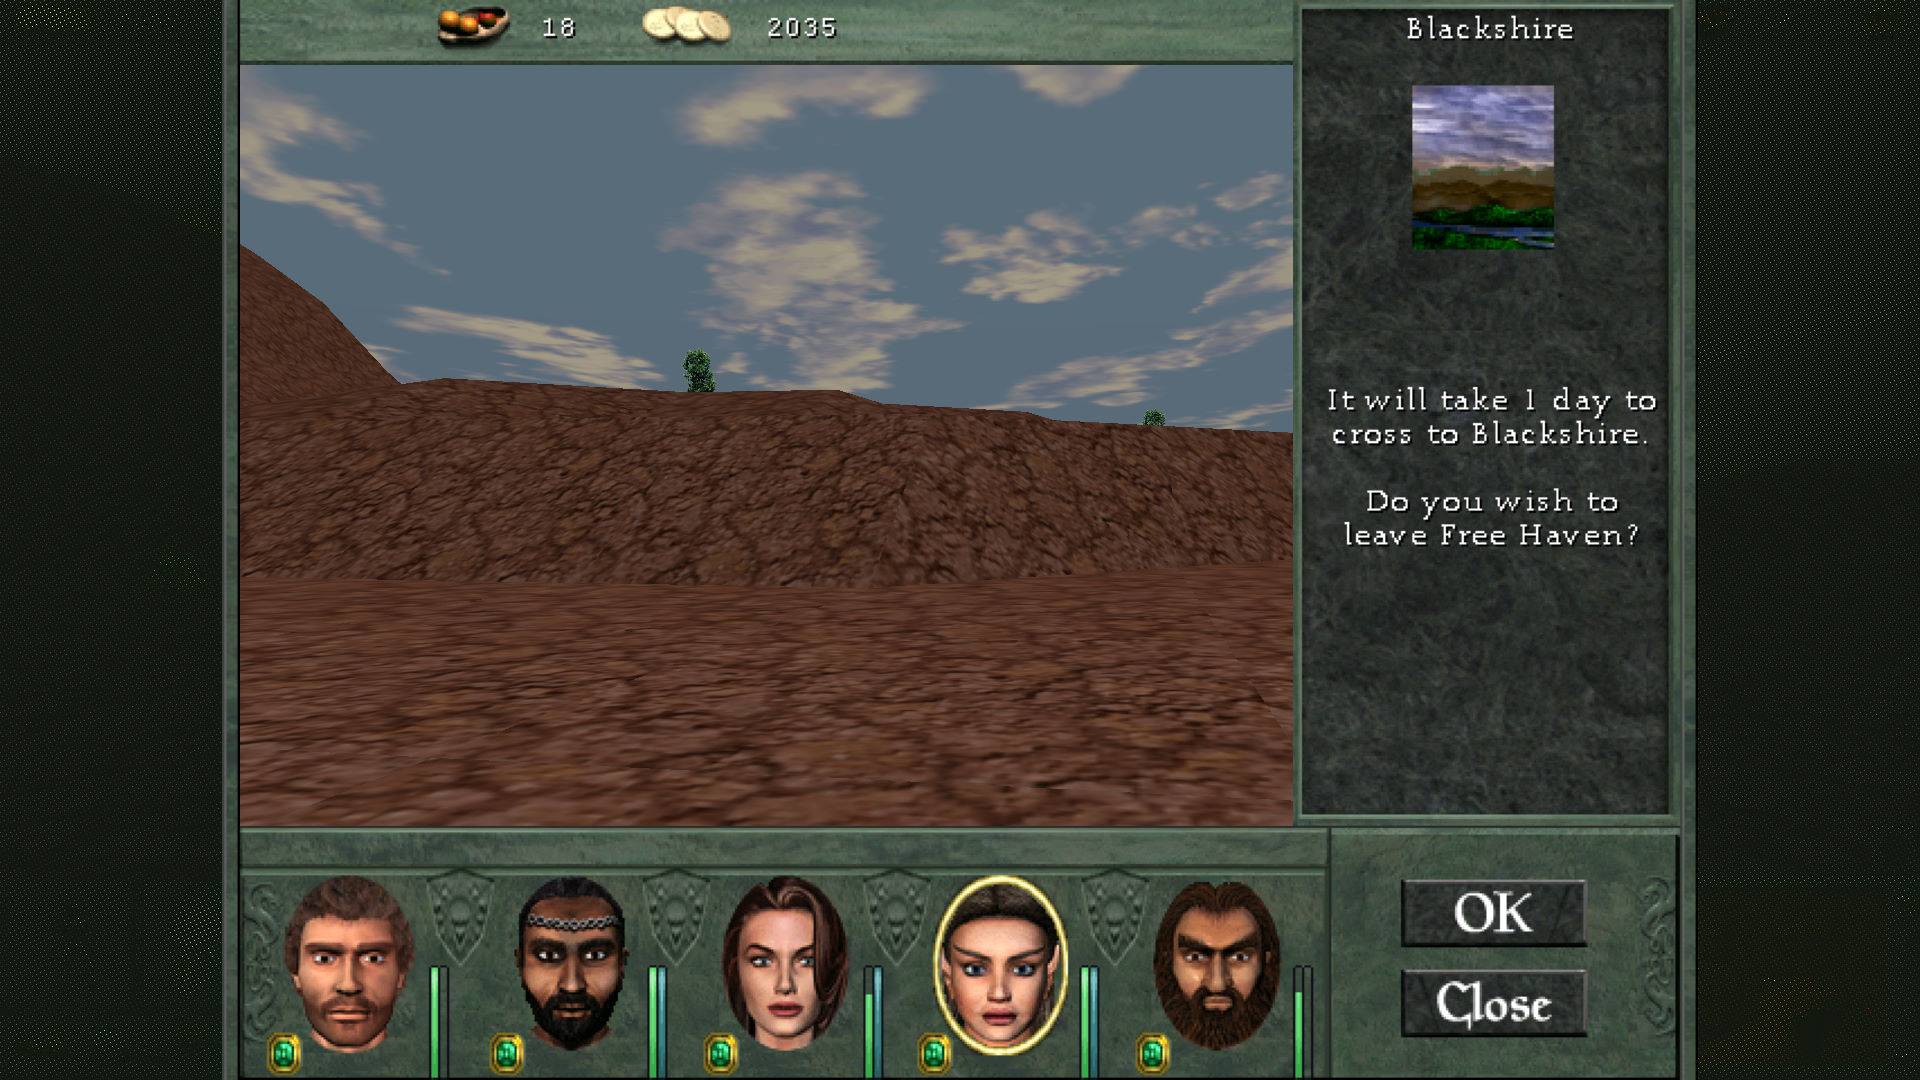 18
2035
Blackshire
It will take 1 day to
cross to Blackshire.
Do you wish to
leave Free Haven?
OK
Close